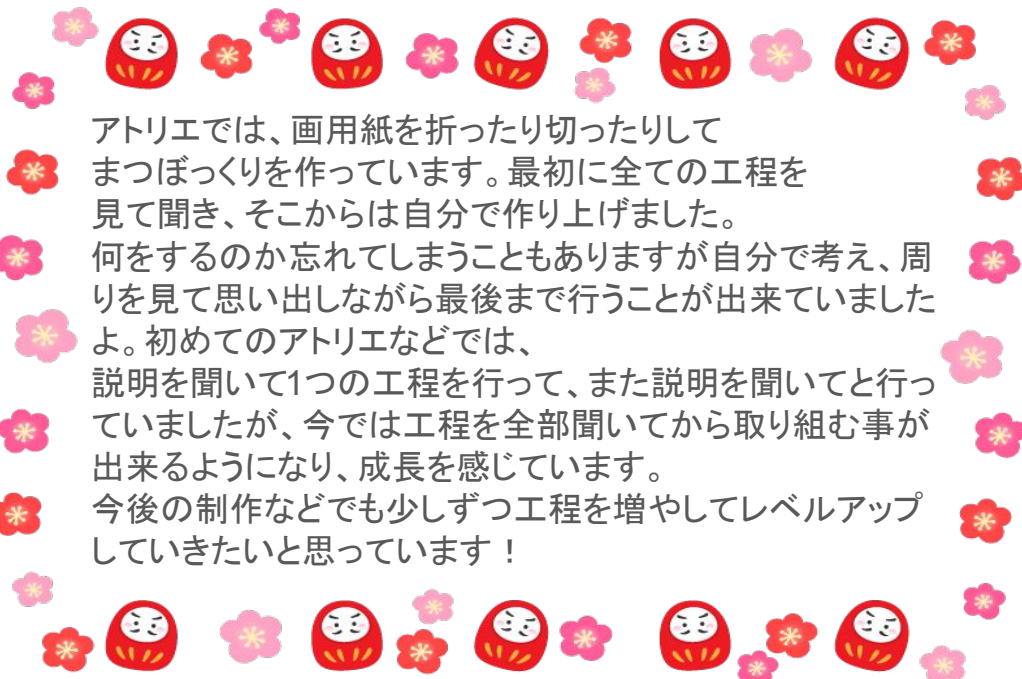 アトリエでは、画用紙を折ったり切ったりして
まつぼっくりを作っています。最初に全ての工程を
見て聞き、そこからは自分で作り上げました。
何をするのか忘れてしまうこともありますが自分で考え、周
りを見て思い出しながら最後まで行うことが出来ていました
よ。初めてのアトリエなどでは、
説明を聞いて1つの工程を行って、また説明を聞いてと行っ
ていましたが、今では工程を全部聞いてから取り組む事が
出来るようになり、成長を感じています。
今後の制作などでも少しずつ工程を増やしてレベルアップ
していきたいと思っています！